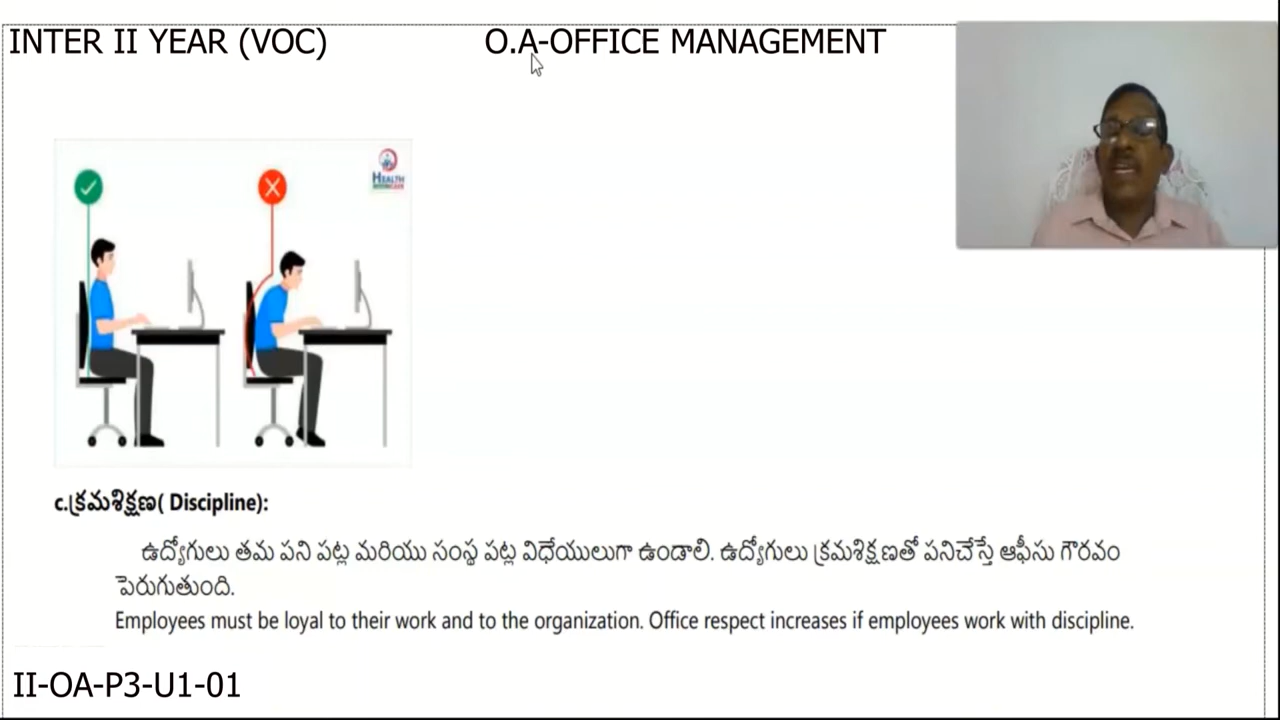 INTER II YEAR (VOC)
O.A-OFFICE MANAGEMENT
HEALTH
c.క్రమశిక్షణ( Discipline):
ఉద్యోగులు తమ పని పట్ల మరియు సంస్థ పట్ల విధేయులుగా ఉండాలి. ఉద్యోగులు క్రమశిక్షణతో పనిచేస్తే ఆఫీసు గౌరవం
పెరుగుతుంది.
Employees must be loyal to their work and to the organization. Office respect increases if employees work with discipline.
II-OA-P3-U1-01